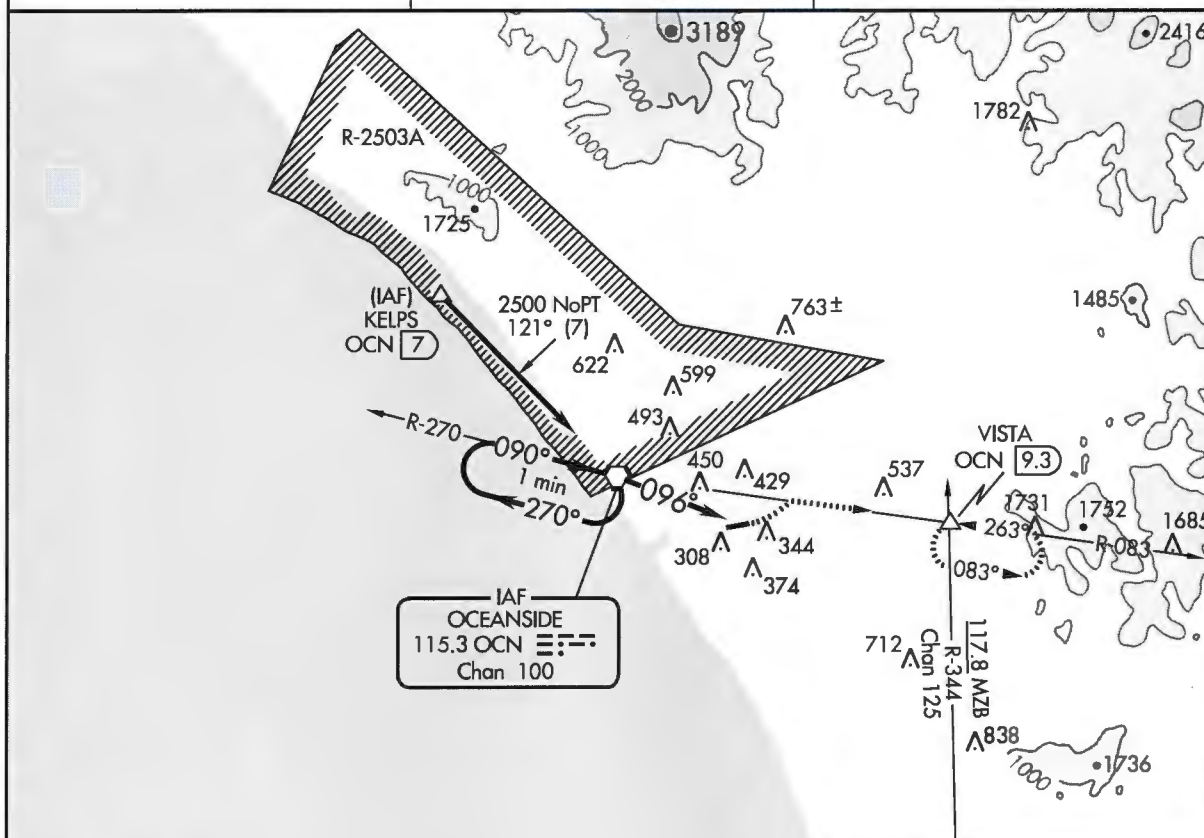 3189
2416
2000
1782
1000
R-2503A
1000
1725
(IAF)
KELPS
OCN 7
2500 NoPT
121° (7)
763±
1485
622
599
493
R-270
090°
1 min
270°
096°
450
429
537
VISTA
OCN 9.3
1731
1752
1685
263°
R-083
083°
308
344
374
IAF
OCEANSIDE
115.3 OCN
Chan 100
712
117.8 MZB
R-344
Chan 125
838
1000
1736